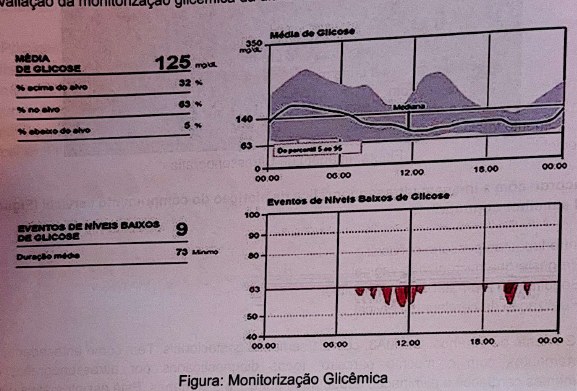 avaliação da monitorização glicêmica da
MÉDIA DE GLICOSE 125 mg/dL
% acima do alvo 32 %
% no alvo 63 %
% abaixo do alvo 5 %
Média de Glicose
350
mg/dL
Mediana
140
63
Do percentil 5 ao 95
0
00.00 06.00 12.00 18.00 00.00
EVENTOS DE NÍVEIS BAIXOS DE GLICOSE 9
Duração média 73
Eventos de Níveis Baixos de Glicose
100
90
80
63
50
40
00.00 06.00 12.00 18.00 00.00
Figura: Monitorização Glicêmica